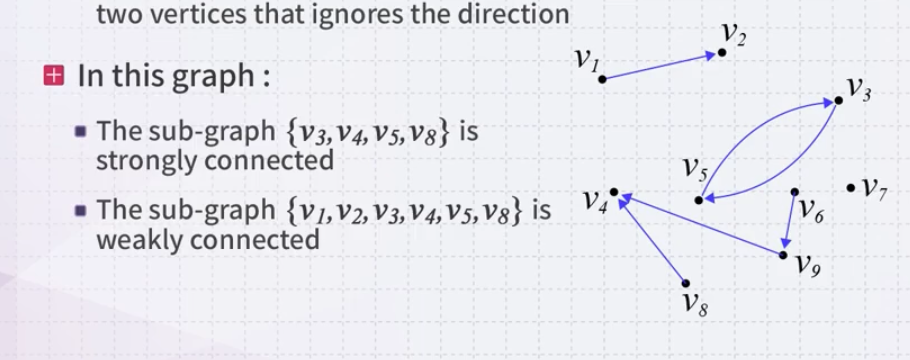 two vertices that ignores the direction
In this graph :
The sub-graph {v3, v4, v5, v8} is
strongly connected
The sub-graph {v1, v2, v3, v4, v5, v8} is
weakly connected
v1
v2
v3
v5
v4
v6
v7
v9
v8